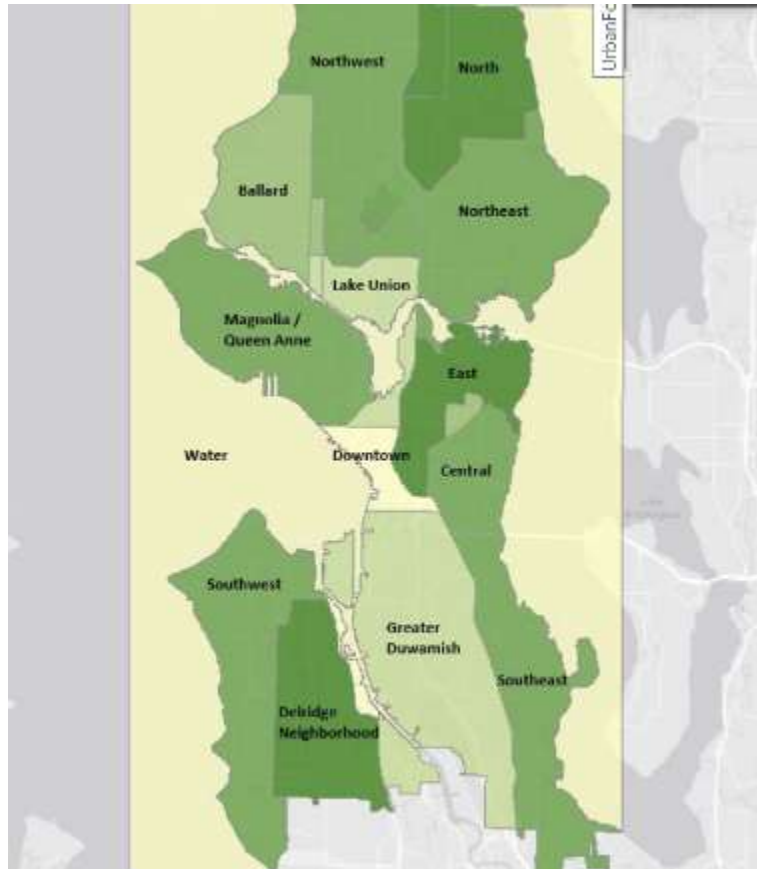 UrbanFo
Northwest
North
Ballard
Northeast
Lake Union
Magnolia /
Queen Anne
East
Water
Downtown
Central
Southwest
Greater
Duwamish
Southeast
Delridge
Neighborhood